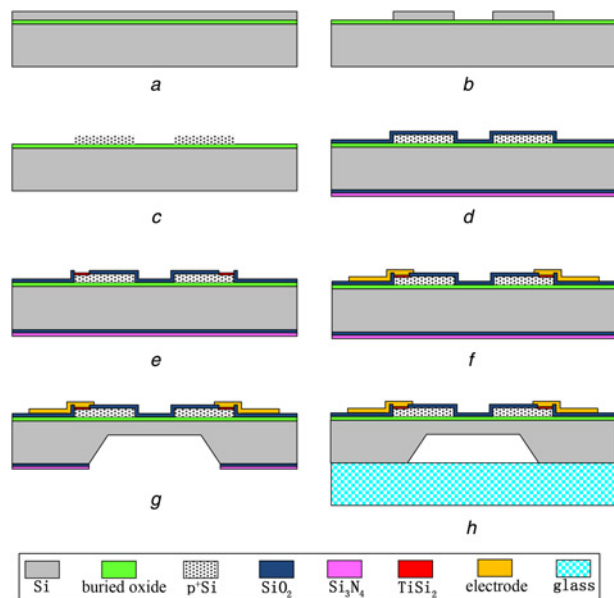 a
b
c
d
e
f
g
h
Si
buried oxide
p⁺Si
SiO₂
Si₃N₄
TiSi₂
electrode
glass